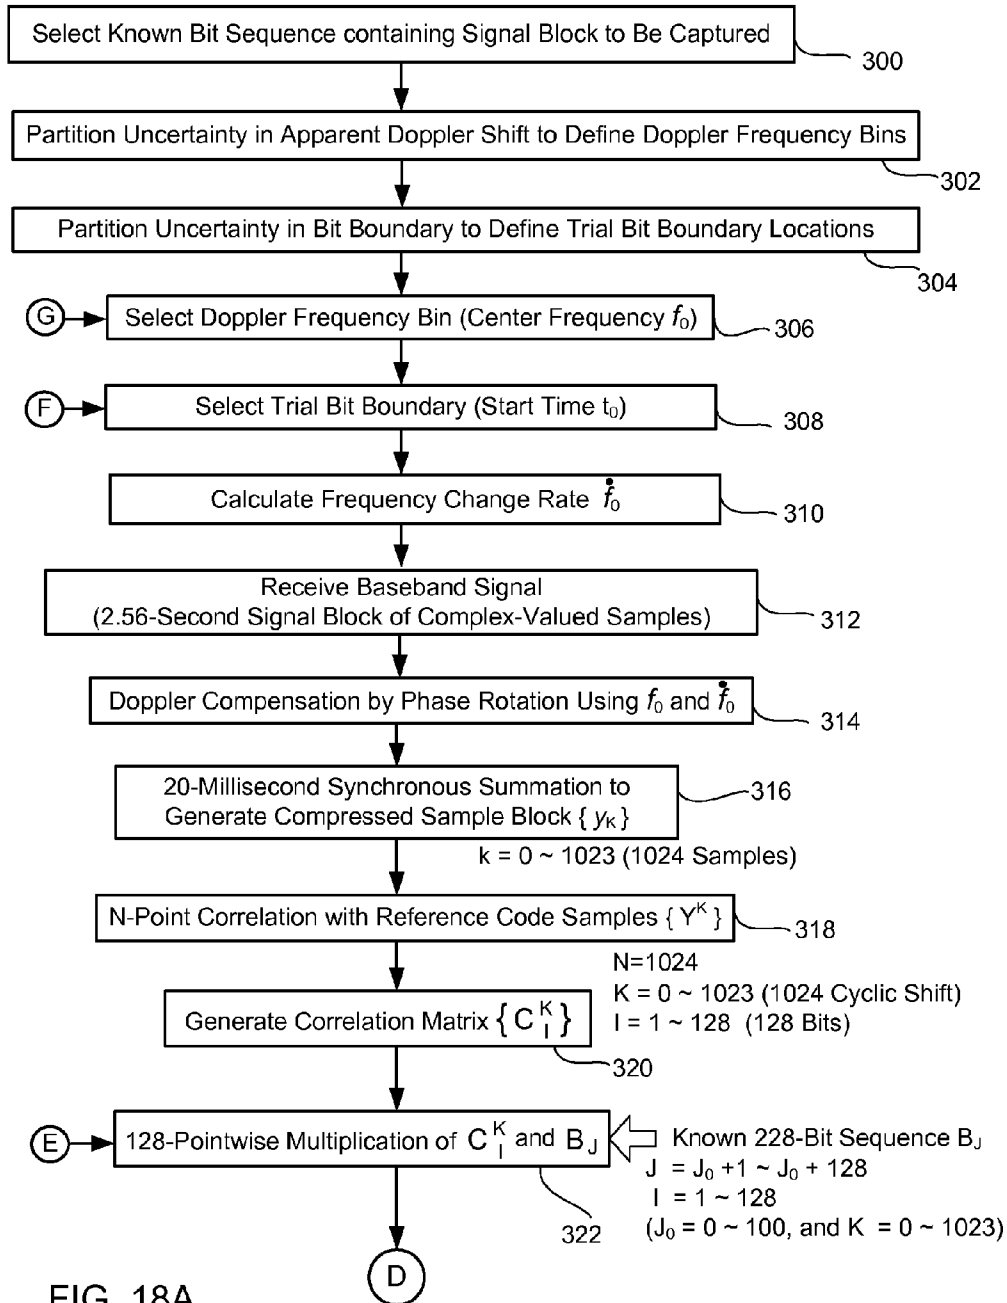 Select Known Bit Sequence containing Signal Block to Be Captured
300
Partition Uncertainty in Apparent Doppler Shift to Define Doppler Frequency Bins
302
Partition Uncertainty in Bit Boundary to Define Trial Bit Boundary Locations
304
G
Select Doppler Frequency Bin (Center Frequency f₀)
306
F
Select Trial Bit Boundary (Start Time t₀)
308
Calculate Frequency Change Rate ḟ₀
310
Receive Baseband Signal
(2.56-Second Signal Block of Complex-Valued Samples)
312
Doppler Compensation by Phase Rotation Using f₀ and ḟ₀
314
20-Millisecond Synchronous Summation to
Generate Compressed Sample Block { y_K }
316
k = 0 ~ 1023 (1024 Samples)
N-Point Correlation with Reference Code Samples { Y^K }
318
N=1024
K = 0 ~ 1023 (1024 Cyclic Shift)
I = 1 ~ 128 (128 Bits)
Generate Correlation Matrix { C_I^K }
320
E
128-Pointwise Multiplication of C_I^K and B_J
322
Known 228-Bit Sequence B_J
J = J₀ +1 ~ J₀ + 128
I = 1 ~ 128
(J₀ = 0 ~ 100, and K = 0 ~ 1023)
D
FIG. 18A